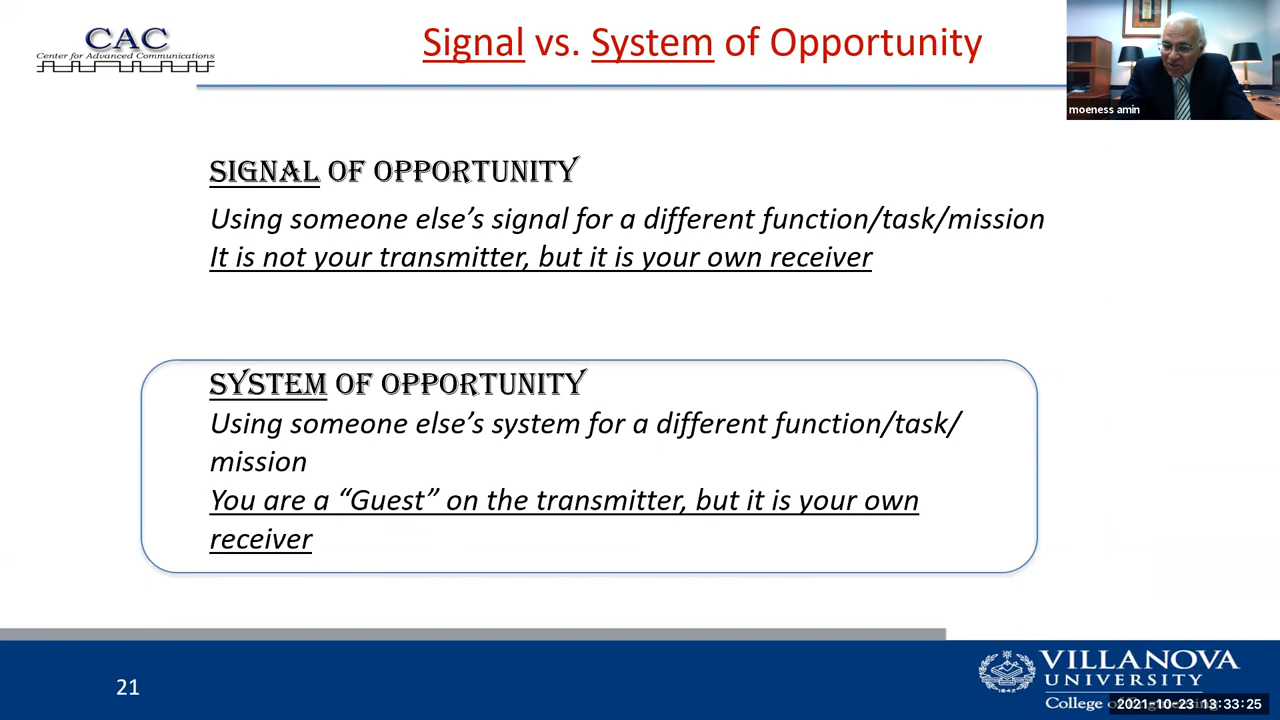 CAC
Center for Advanced Communications
Signal vs. System of Opportunity
moeness amin
SIGNAL OF OPPORTUNITY
Using someone else’s signal for a different function/task/mission
It is not your transmitter, but it is your own receiver
SYSTEM OF OPPORTUNITY
Using someone else’s system for a different function/task/
mission
You are a “Guest” on the transmitter, but it is your own
receiver
21
VILLANOVA
UNIVERSITY
College of
2021-10-23 13:33:25